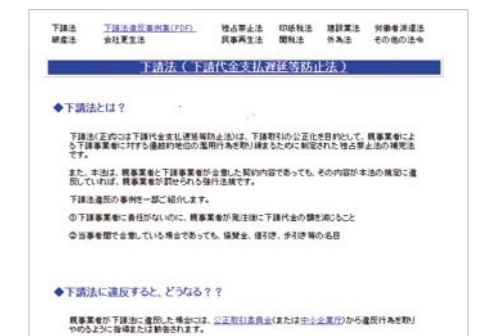 下請法 下請法違反事例集(PDF) 独占禁止法 印紙税法 建設業法 労働者派遣法
破産法 会社更生法 民事再生法 関税法 外為法 その他の法令
下請法(下請代金支払遅延等防止法)
◆下請法とは?
下請法(正式には下請代金支払遅延等防止法)は、下請取引の公正化を目的として、親事業者によ
る下請事業者に対する優越的地位の濫用行為を取り締まるために制定された独占禁止法の補完法
です。
また、本法は、親事業者と下請事業者が合意した契約内容であっても、その内容が本法の規定に違
反していれば、親事業者が罰せられる強行法規です。
下請法違反の事例を一部ご紹介します。
①下請事業者に責任がないのに、親事業者が発注後に下請代金の額を減じること
②当事者間で合意している場合であっても、協賛金、値引き、歩引き等の名目
◆下請法に違反すると、どうなる??
親事業者が下請法に違反した場合には、公正取引委員会(または中小企業庁)から違反行為を取り
やめるように指導または勧告されます。